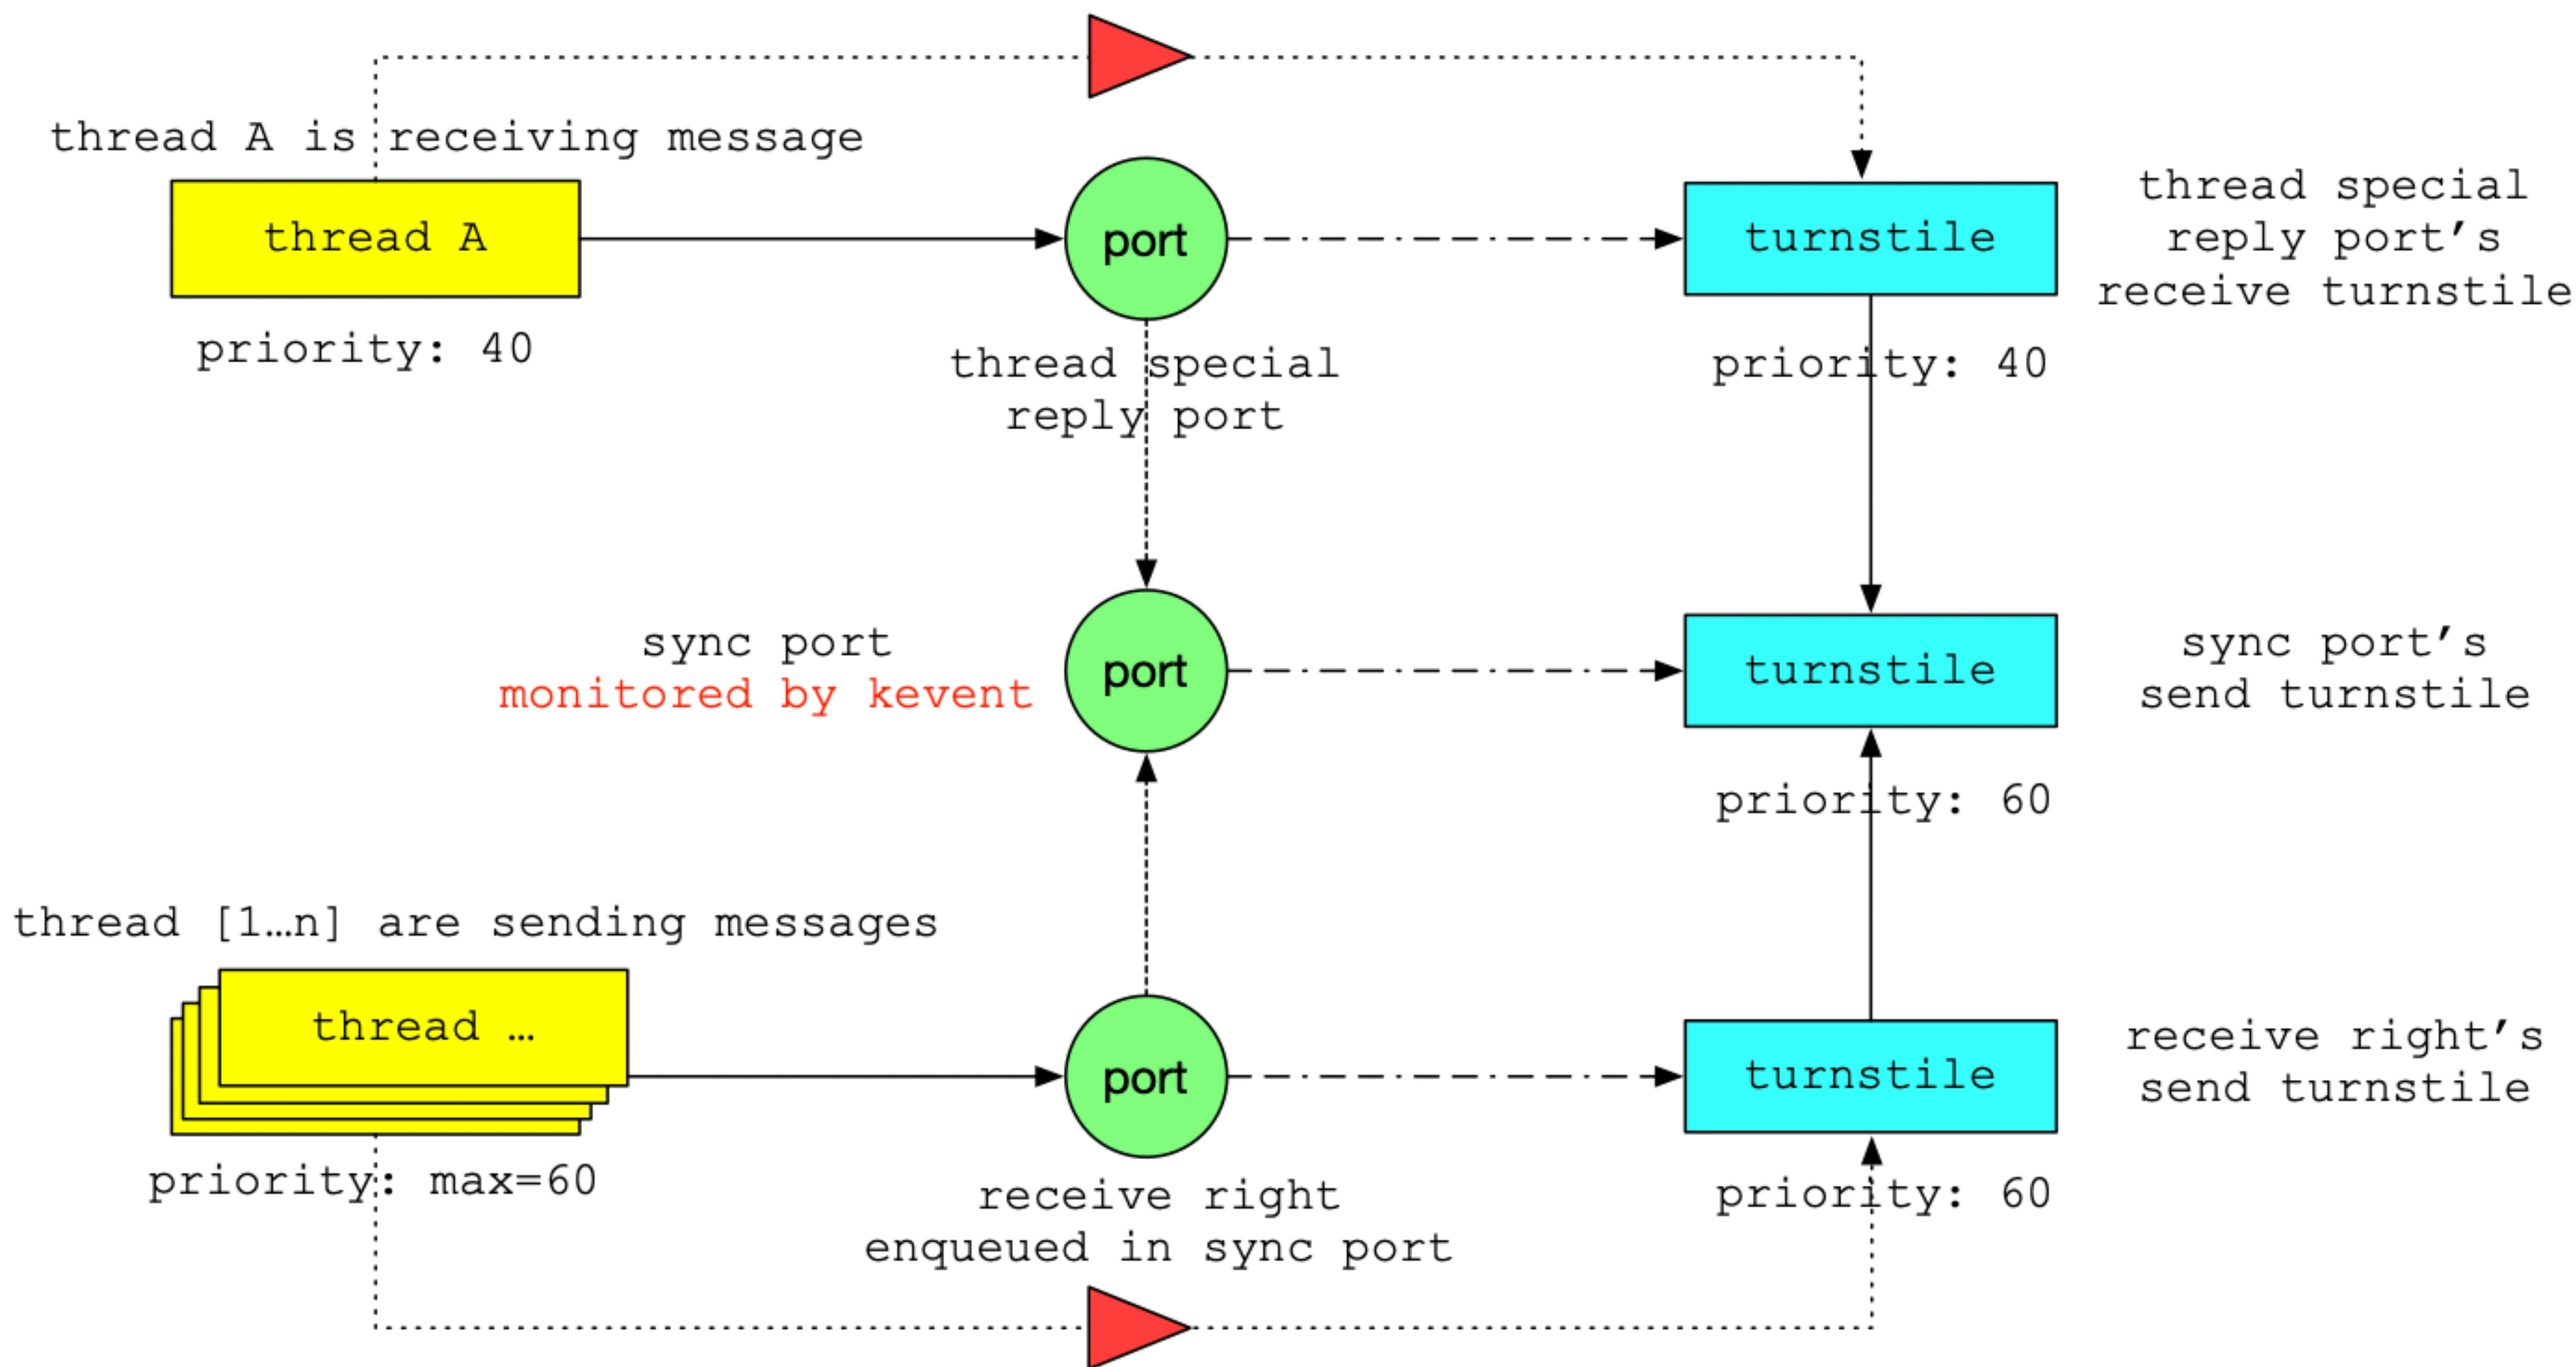 thread A is receiving message
thread A
priority: 40
port
thread special
reply port
turnstile
thread special
reply port’s
receive turnstile
priority: 40
sync port
monitored by kevent
port
turnstile
sync port’s
send turnstile
priority: 60
thread [1…n] are sending messages
thread …
priority: max=60
port
receive right
enqueued in sync port
turnstile
receive right’s
send turnstile
priority: 60